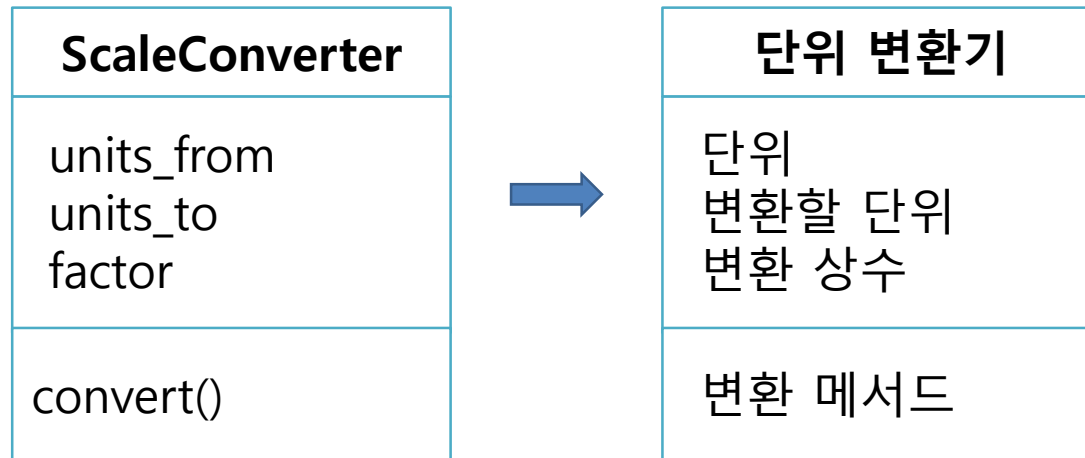 ScaleConverter
units_from
units_to
factor
convert()
단위 변환기
단위
변환할 단위
변환 상수
변환 메서드